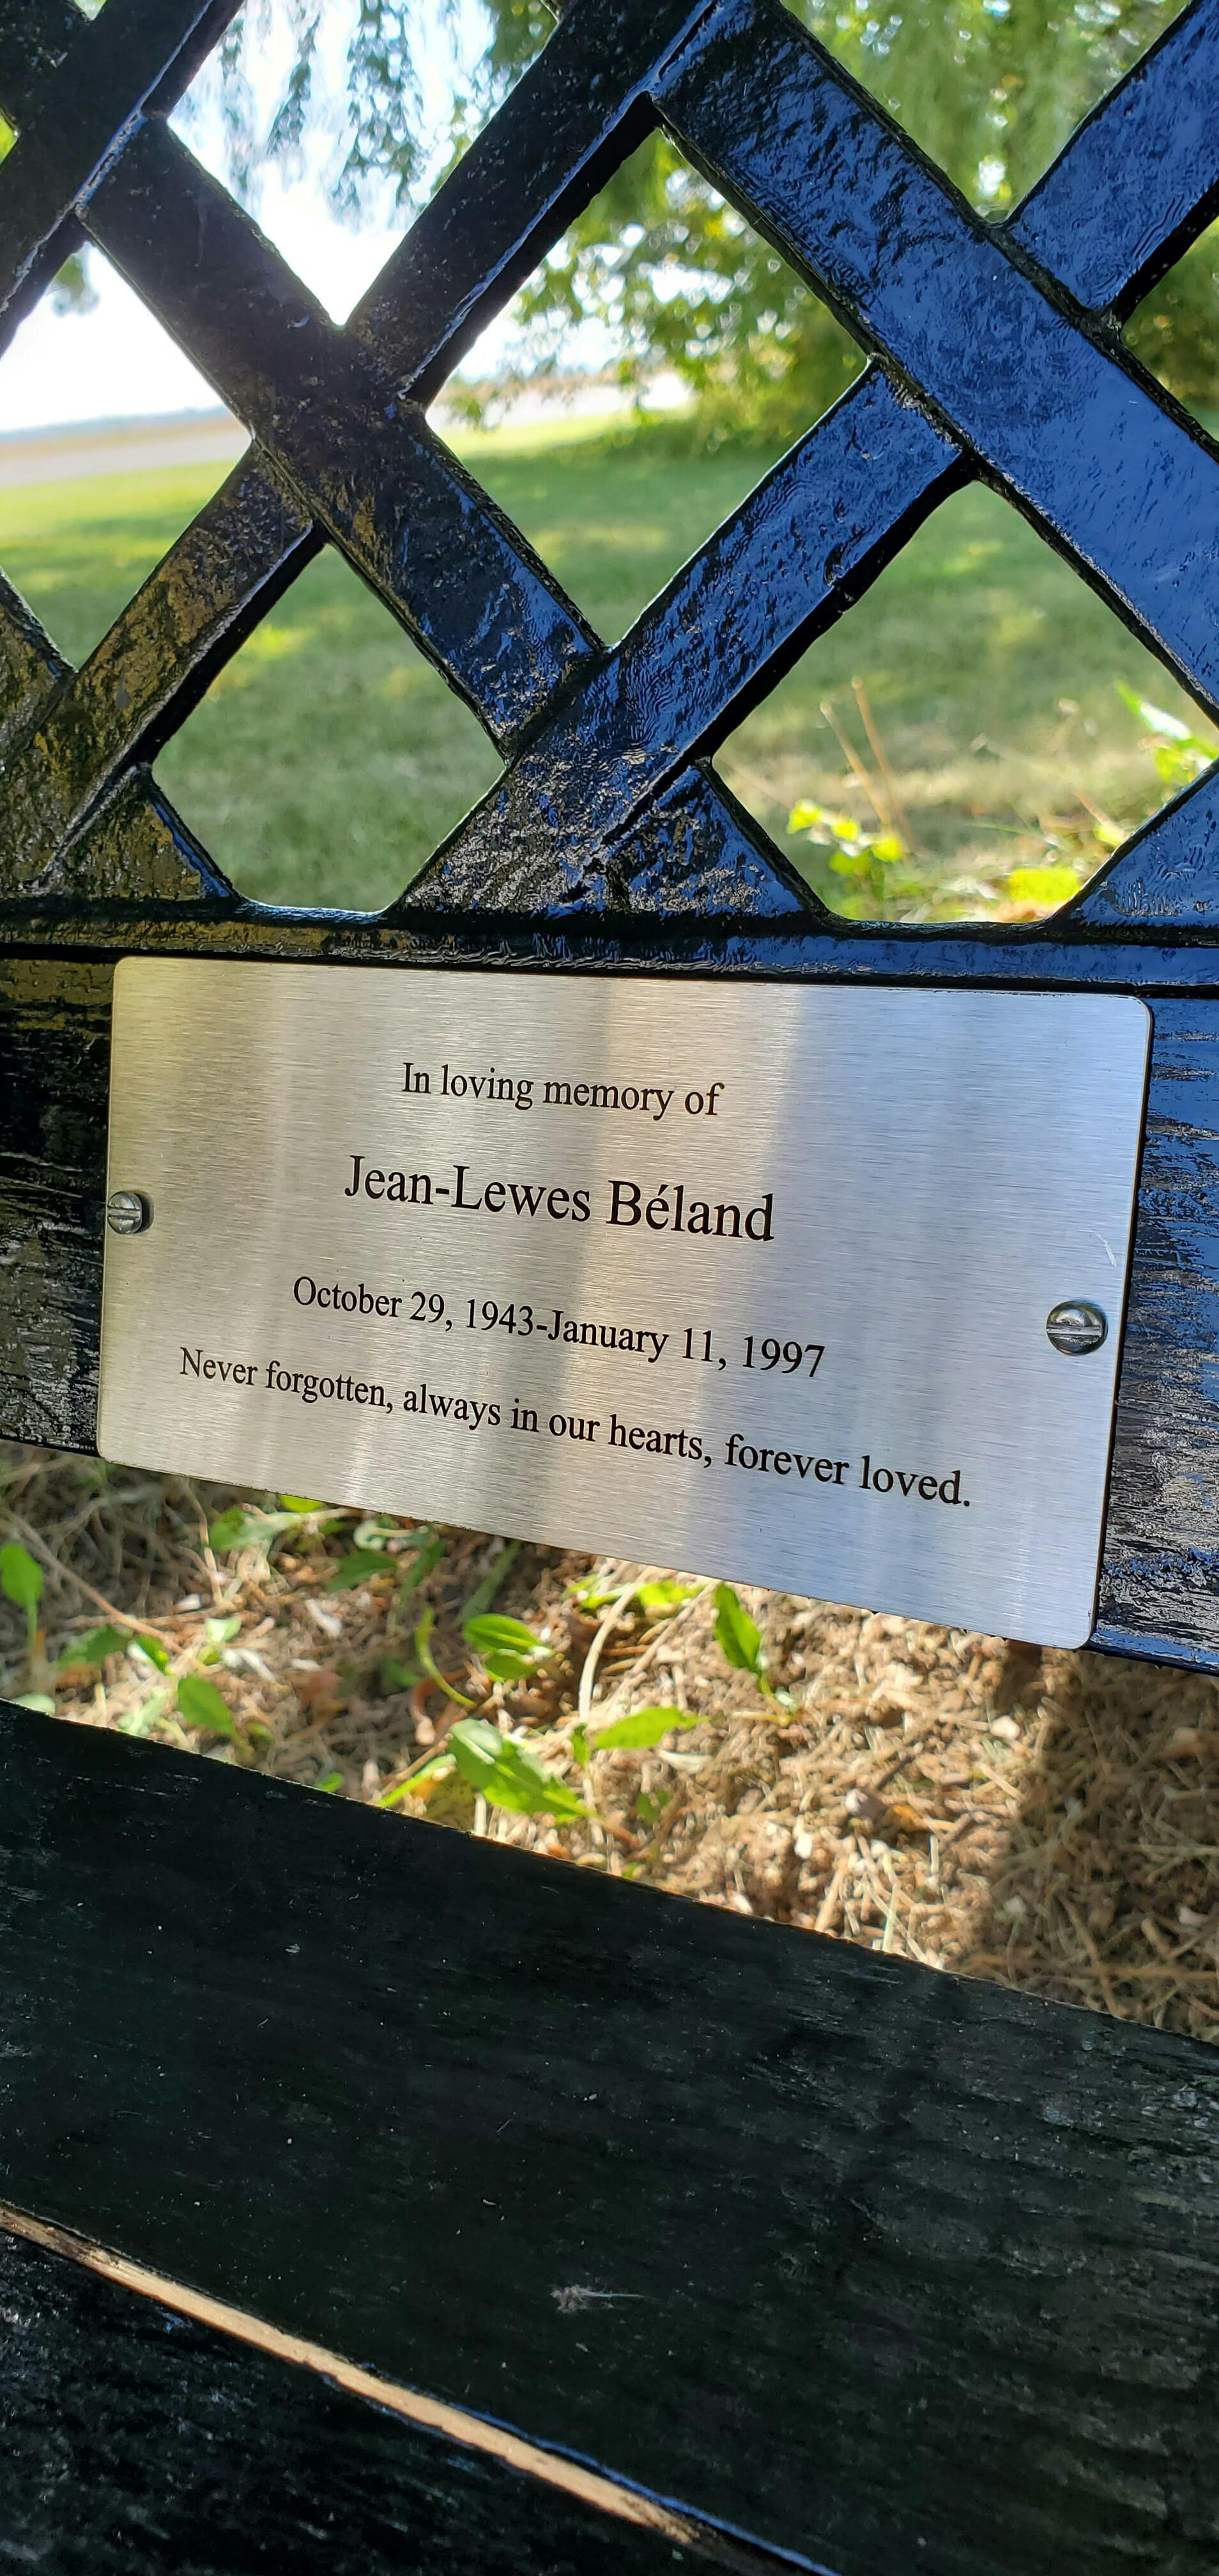 In loving memory of
Jean-Lewes Béland
October 29, 1943-January 11, 1997
Never forgotten, always in our hearts, forever loved.